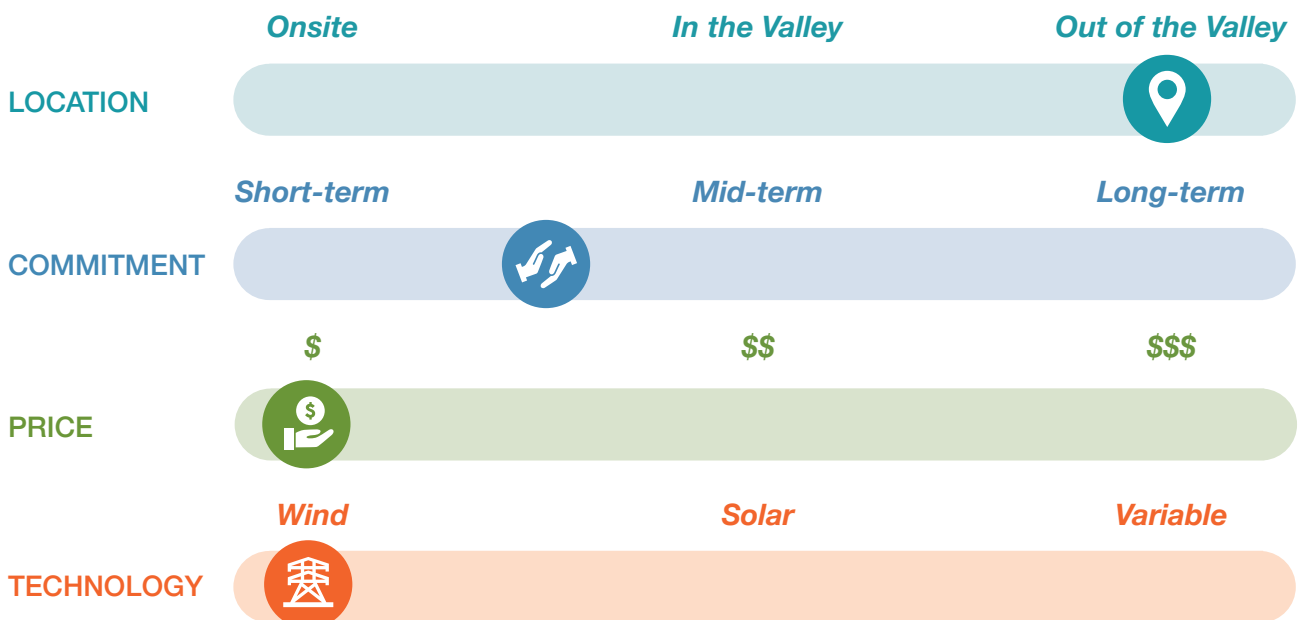 Onsite In the Valley Out of the Valley
LOCATION
Short-term Mid-term Long-term
COMMITMENT
$ $$ $$$
$
PRICE
Wind Solar Variable
TECHNOLOGY